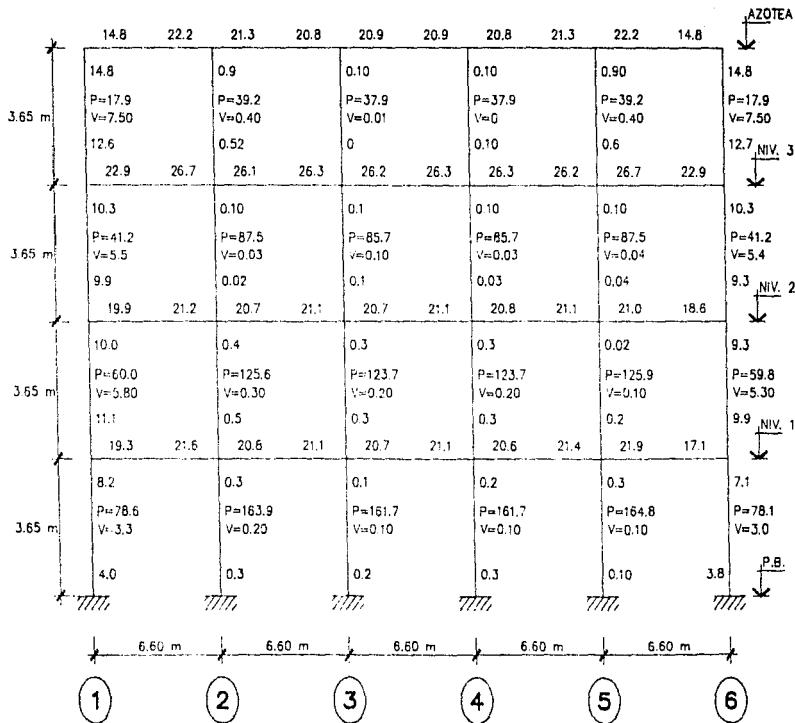 AZOTEA
14.8 22.2 21.3 20.8 20.9 20.9 20.8 21.3 22.2 14.8
14.8 0.9 0.10 0.10 0.90 14.8
P=17.9 P=39.2 P=37.9 P=37.9 P=39.2 P=17.9
3.65 m V=7.50 V=0.40 V=0.01 V=0 V=0.40 V=7.50
12.6 0.52 0 0.10 0.6 12.7
NIV. 3
22.9 26.7 26.1 26.3 26.2 26.3 26.3 26.2 26.7 22.9
10.3 0.10 0.1 0.10 0.10 10.3
P=41.2 P=87.5 P=85.7 P=85.7 P=87.5 P=41.2
3.65 m V=5.5 V=0.03 V=0.10 V=0.03 V=0.04 V=5.4
9.9 0.02 0.1 0.03 0.04 9.3
NIV. 2
19.9 21.2 20.7 21.1 20.7 21.1 20.8 21.1 21.0 18.6
10.0 0.4 0.3 0.3 0.02 9.3
P=60.0 P=125.6 P=123.7 P=123.7 P=125.9 P=59.8
3.65 m V=5.80 V=0.30 V=0.20 V=0.20 V=0.10 V=5.30
11.1 0.5 0.3 0.3 0.2 9.9
NIV. 1
19.3 21.6 20.6 21.1 20.7 21.1 20.6 21.4 21.9 17.1
8.2 0.3 0.1 0.2 0.3 7.1
P=78.6 P=163.9 P=161.7 P=161.7 P=164.8 P=78.1
3.65 m V=3.3 V=0.20 V=0.10 V=0.10 V=0.10 V=3.0
4.0 0.3 0.2 0.3 0.10 3.8
P.B.
6.60 m 6.60 m 6.60 m 6.60 m 6.60 m
1 2 3 4 5 6